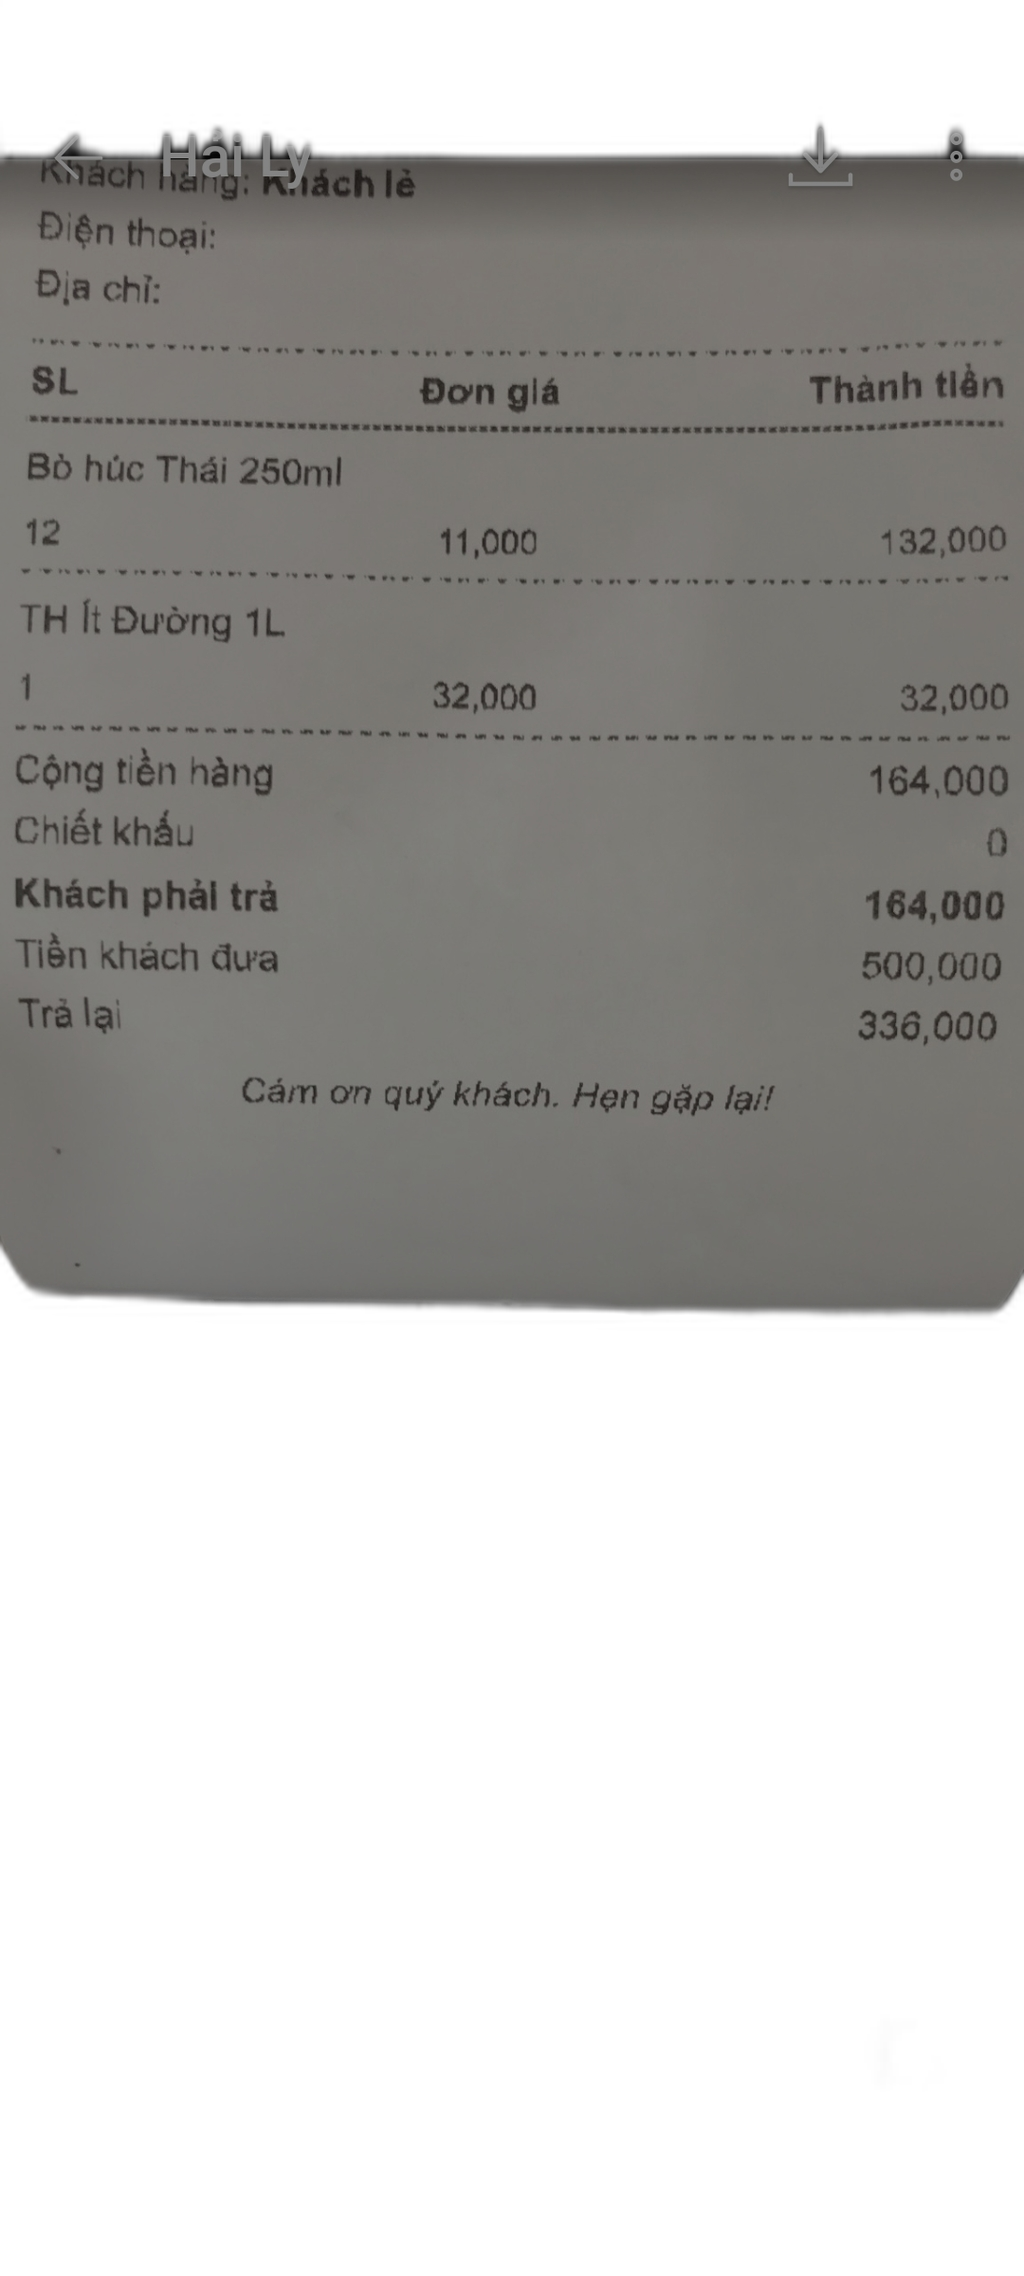 Hải Ly
Khách hàng: Khách lẻ
Điện thoại:
Địa chỉ:
SL Đơn giá Thành tiền
Bò húc Thái 250ml
12 11,000 132,000
TH Ít Đường 1L
1 32,000 32,000
Cộng tiền hàng 164,000
Chiết khấu 0
Khách phải trả 164,000
Tiền khách đưa 500,000
Trả lại 336,000
Cám ơn quý khách. Hẹn gặp lại!